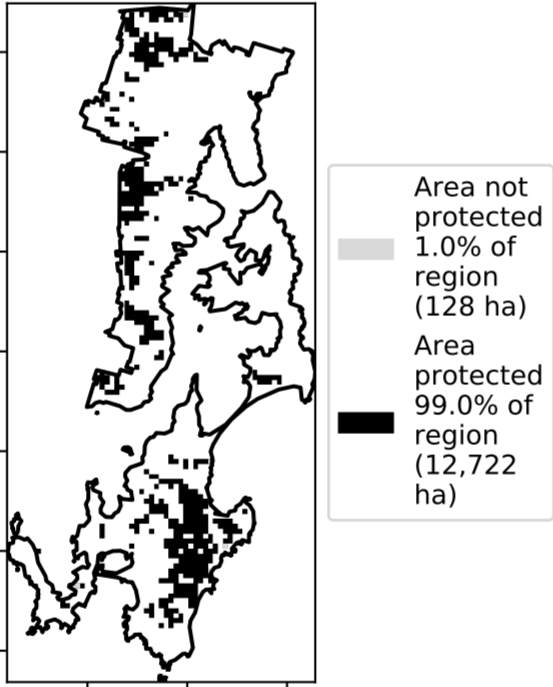 Area not
protected
1.0% of
region
(128 ha)
Area
protected
99.0% of
region
(12,722
ha)